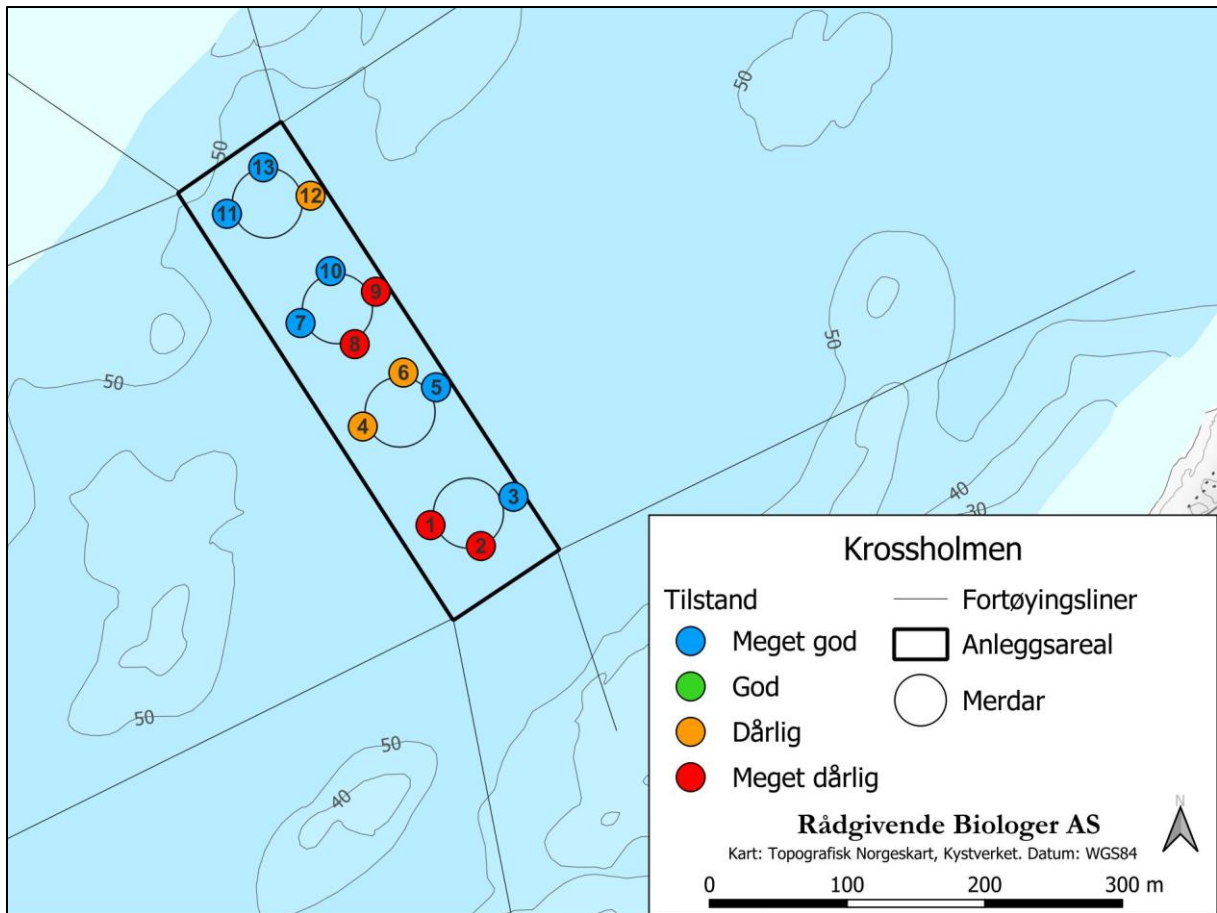 50
50
13
12
11
10
9
7
8
50
50
6
5
4
50
3
1
2
40
30
50
50
40
Krossholmen
Tilstand
Meget god
God
Dårlig
Meget dårlig
Fortøyingsliner
Anleggsareal
Merdar
N
Rådgivende Biologer AS
Kart: Topografisk Norgeskart, Kystverket. Datum: WGS84
0 100 200 300 m